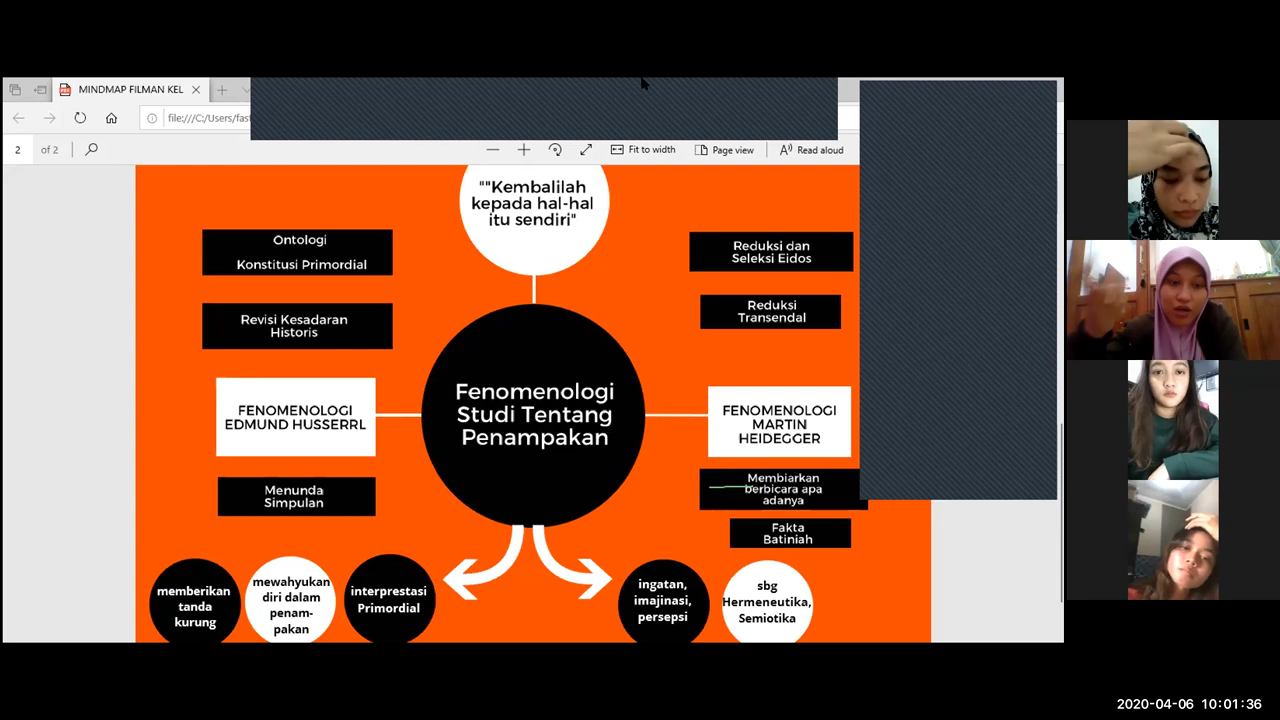 MINDMAP FILMAN KEL
file:///C:/Users/fast
2 of 2
Fit to width
Page view
Read aloud
""Kembalilah
kepada hal-hal
itu sendiri"
Ontologi
Konstitusi Primordial
Reduksi dan
Seleksi Eidos
Revisi Kesadaran
Historis
Reduksi
Transendal
Fenomenologi
Studi Tentang
Penampakan
FENOMENOLOGI
EDMUND HUSSERRL
FENOMENOLOGI
MARTIN
HEIDEGGER
Menunda
Simpulan
Membiarkan
berbicara apa
adanya
Fakta
Batiniah
memberikan
tanda
kurung
mewahyukan
diri dalam
penam-
pakan
interprestasi
Primordial
ingatan,
imajinasi,
persepsi
sbg
Hermeneutika,
Semiotika
2020-04-06 10:01:36